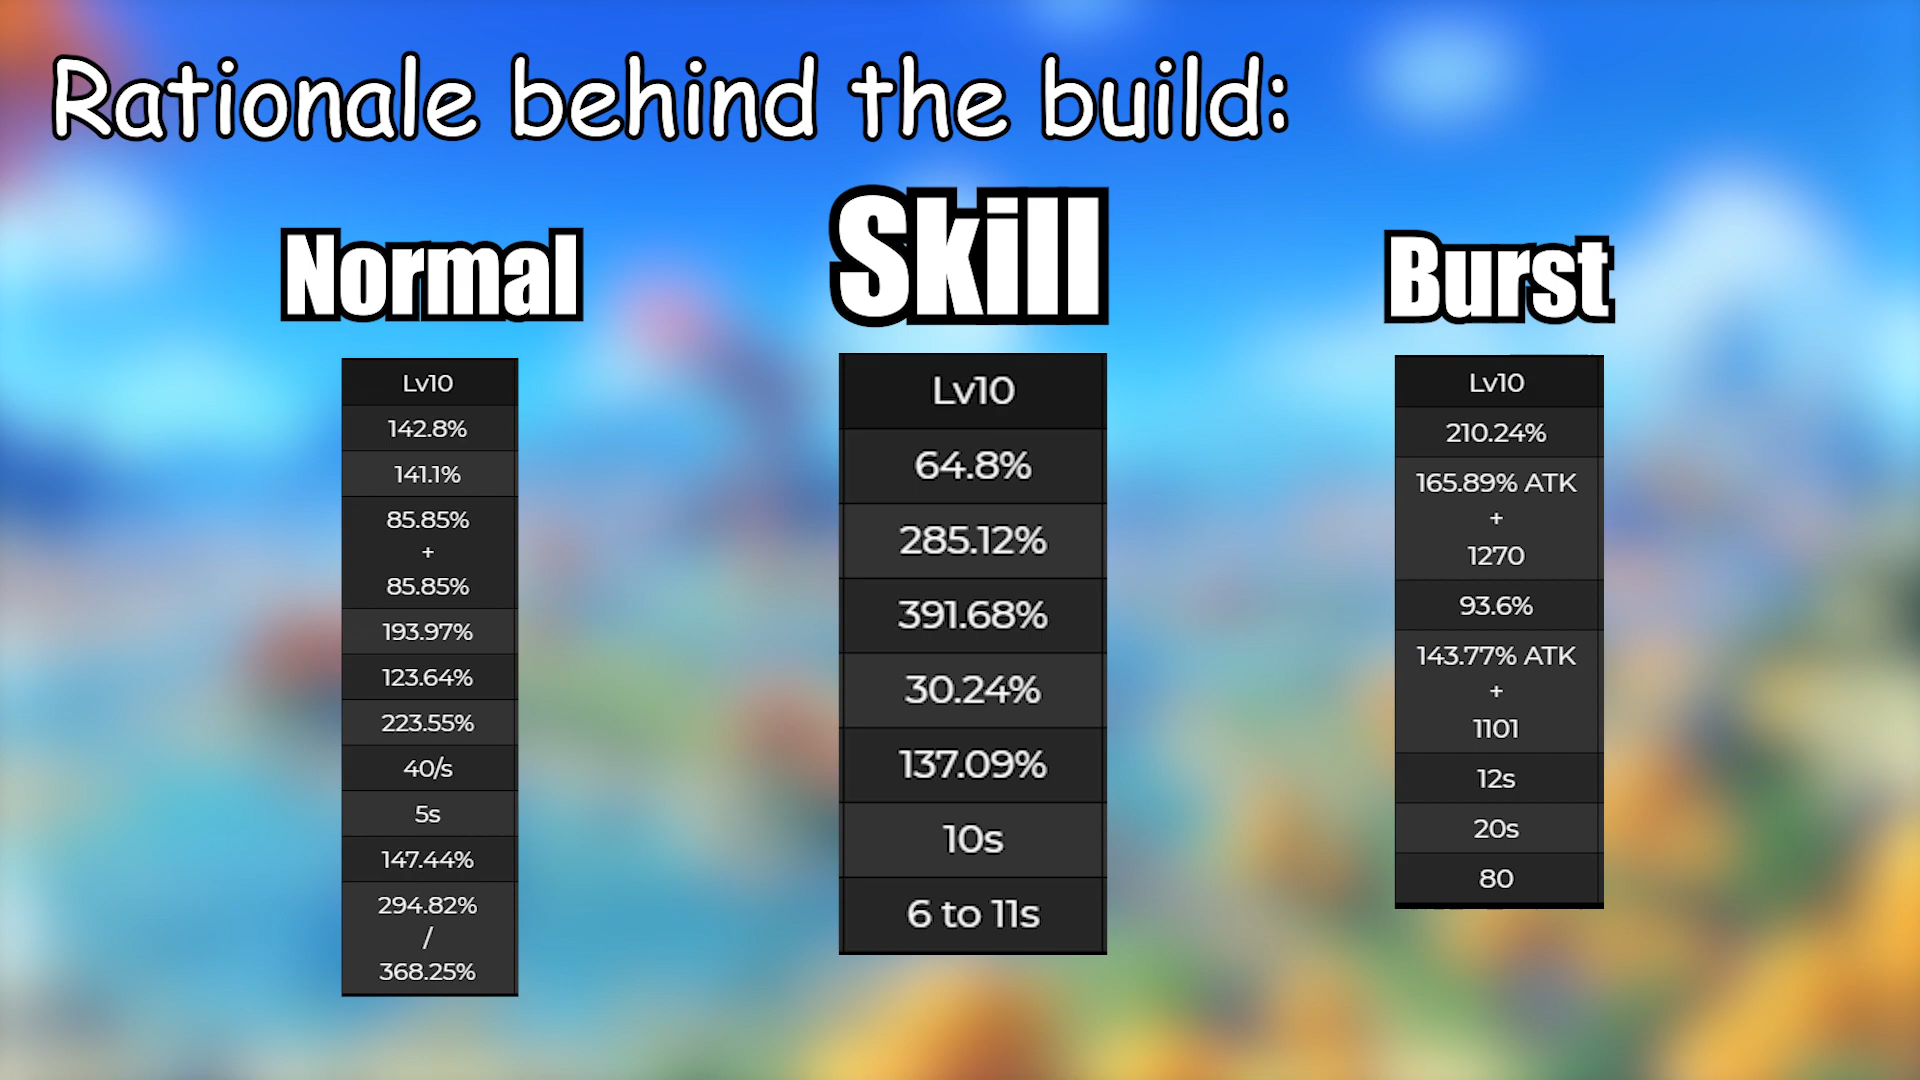 Rationale behind the build:
Normal
Lv10
142.8%
141.1%
85.85%
+
85.85%
193.97%
123.64%
223.55%
40/s
5s
147.44%
294.82%
/
368.25%
Skill
Lv10
64.8%
285.12%
391.68%
30.24%
137.09%
10s
6 to 11s
Burst
Lv10
210.24%
165.89% ATK
+
1270
93.6%
143.77% ATK
+
1101
12s
20s
80